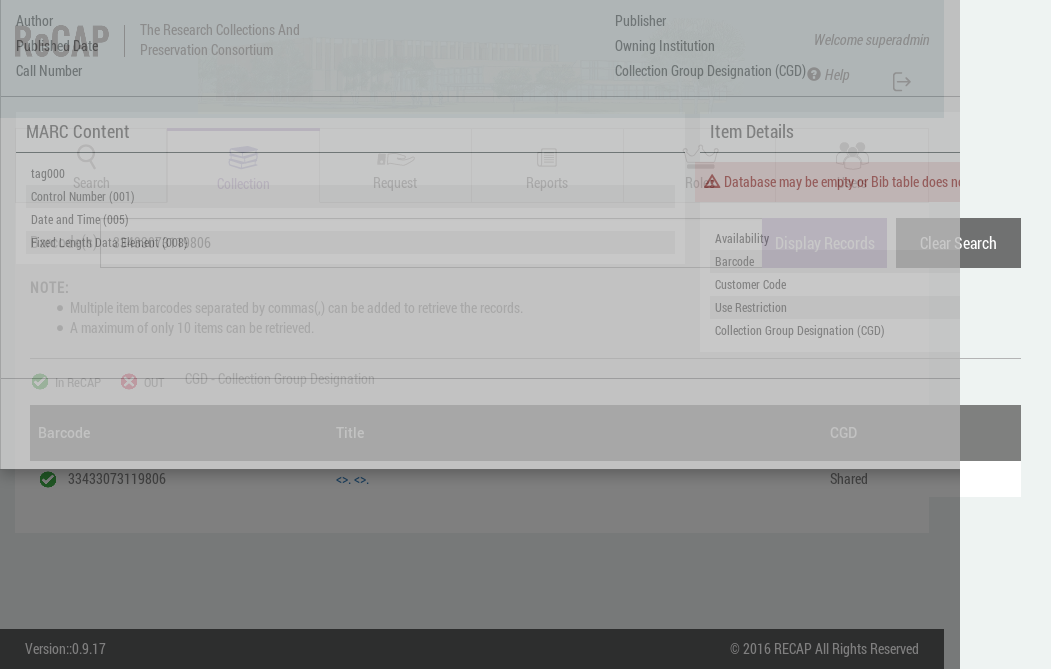 Author
Publisher
ReCAP
The Research Collections And
Preservation Consortium
Published Date
Owning Institution
Welcome superadmin
Call Number
Collection Group Designation (CGD)
Help
MARC Content
Item Details
Search
Collection
Request
Reports
tag000
Database may be empty or Bib table does n
Control Number (001)
Date and Time (005)
Fixed Length Data Element (008)
33433073119806
Availability
Display Records
Clear Search
Barcode
Customer Code
Use Restriction
Collection Group Designation (CGD)
NOTE:
Multiple item barcodes separated by commas(,) can be added to retrieve the records.
A maximum of only 10 items can be retrieved.
In ReCAP
OUT
CGD - Collection Group Designation
Barcode
Title
CGD
33433073119806
<>. <>.
Shared
Version::0.9.17
© 2016 RECAP All Rights Reserved